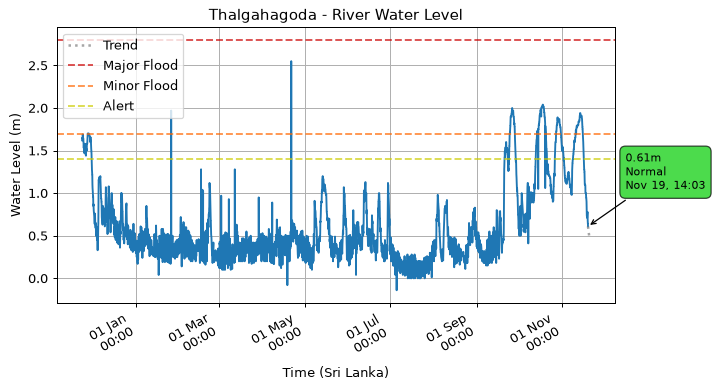 Thalgahagoda - River Water Level
Trend
Major Flood
Minor Flood
Alert
Water Level (m)
2.5
2.0
1.5
1.0
0.5
0.0
0.61m
Normal
Nov 19, 14:03
01 Jan
00:00
01 Mar
00:00
01 May
00:00
01 Jul
00:00
01 Sep
00:00
01 Nov
00:00
Time (Sri Lanka)